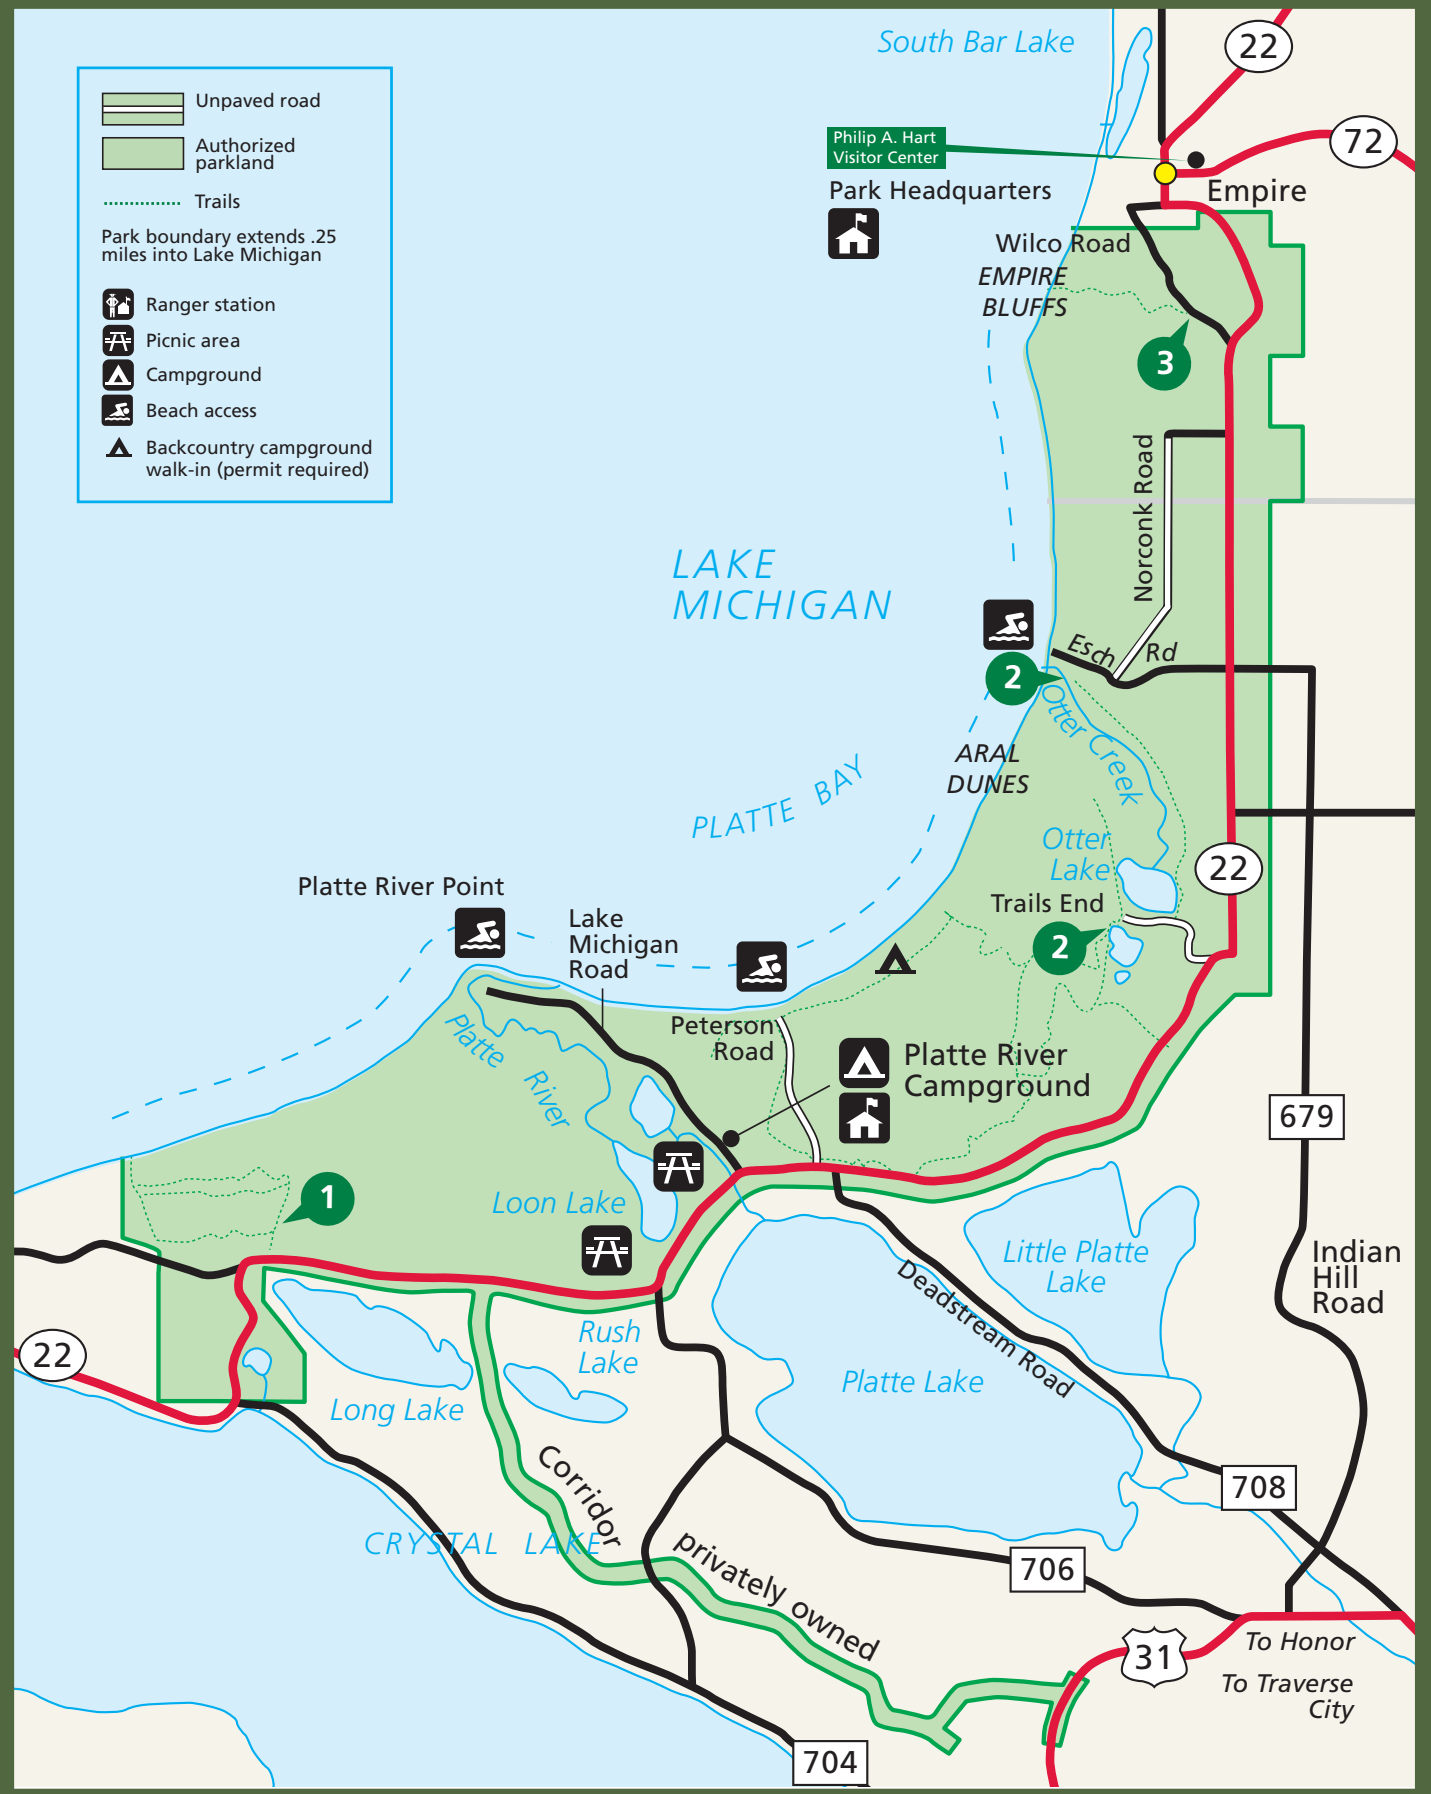 South Bar Lake
22
Unpaved road
Authorized
parkland
Trails
Park boundary extends .25
miles into Lake Michigan
Ranger station
Picnic area
Campground
Beach access
Backcountry campground
walk-in (permit required)
Philip A. Hart
Visitor Center
72
Park Headquarters
Empire
Wilco Road
EMPIRE
BLUFFS
3
Norconk Road
LAKE
MICHIGAN
Esch Rd
2
Otter Creek
ARAL
DUNES
PLATTE BAY
Otter
Lake
22
Platte River Point
Trails End
Lake
Michigan
Road
2
Peterson
Road
Platte River
Platte River
Campground
679
1
Loon Lake
Little Platte
Lake
Indian
Hill
Road
Deadstream Road
22
Rush
Lake
Platte Lake
Long Lake
Corridor
708
CRYSTAL LAKE
privately owned
706
31
To Honor
To Traverse
City
704